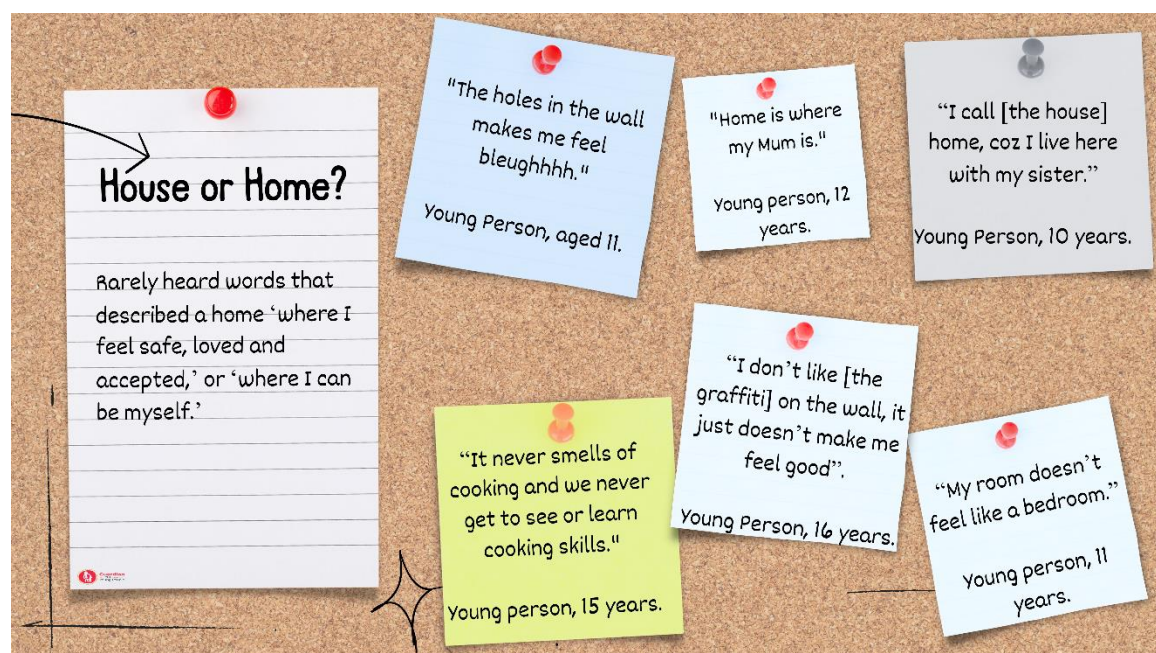 House or Home?
Rarely heard words that
described a home ‘where I
feel safe, loved and
accepted,’ or ‘where I can
be myself.’
"The holes in the wall
makes me feel
bleughhhh."
Young Person, aged 11.
"Home is where
my Mum is."
Young person, 12
years.
“I call [the house]
home, coz I live here
with my sister.”
Young Person, 10 years.
“It never smells of
cooking and we never
get to see or learn
cooking skills."
Young person, 15 years.
“I don’t like [the
graffiti] on the wall, it
just doesn’t make me
feel good”.
Young Person, 16 years.
“My room doesn’t
feel like a bedroom.”
Young person, 11
years.